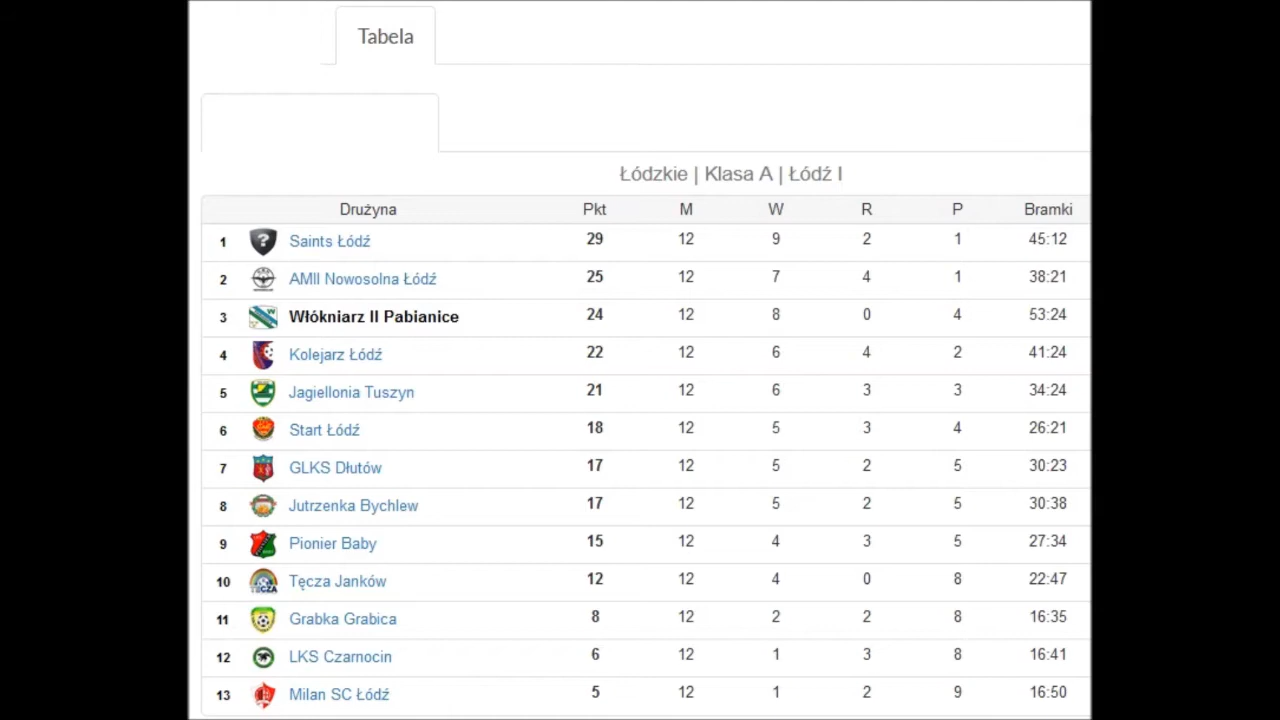 Tabela
Łódzkie | Klasa A | Łódź I
Drużyna Pkt M W R P Bramki
1 ? Saints Łódź 29 12 9 2 1 45:12
2 AMII Nowosolna Łódź 25 12 7 4 1 38:21
3 Włókniarz II Pabianice 24 12 8 0 4 53:24
4 Kolejarz Łódź 22 12 6 4 2 41:24
5 Jagiellonia Tuszyn 21 12 6 3 3 34:24
6 Start Łódź 18 12 5 3 4 26:21
7 GLKS Dłutów 17 12 5 2 5 30:23
8 Jutrzenka Bychlew 17 12 5 2 5 30:38
9 Pionier Baby 15 12 4 3 5 27:34
10 TĘCZA Tęcza Janków 12 12 4 0 8 22:47
11 Grabka Grabica 8 12 2 2 8 16:35
12 LKS Czarnocin 6 12 1 3 8 16:41
13 Milan SC Łódź 5 12 1 2 9 16:50